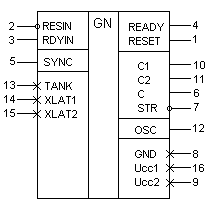 GN
2 RESIN READY 4
3 RDYIN RESET 1
5 SYNC C1 10
C2 11
13 TANK C 6
14 XLAT1 STR 7
15 XLAT2 OSC 12
GND 8
Ucc1 16
Ucc2 9